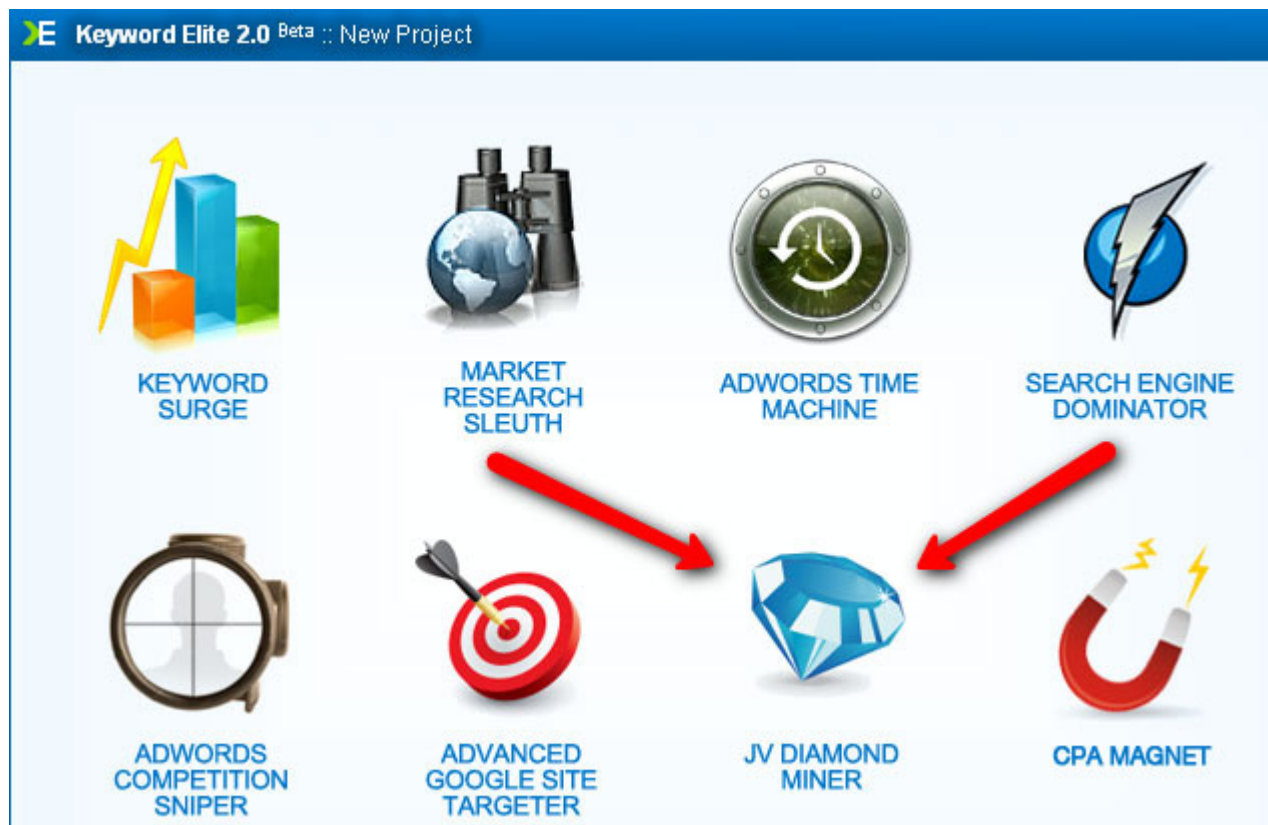 Keyword Elite 2.0 Beta :: New Project
KEYWORD
SURGE
MARKET
RESEARCH
SLEUTH
ADWORDS TIME
MACHINE
SEARCH ENGINE
DOMINATOR
ADWORDS
COMPETITION
SNIPER
ADVANCED
GOOGLE SITE
TARGETER
JV DIAMOND
MINER
CPA MAGNET